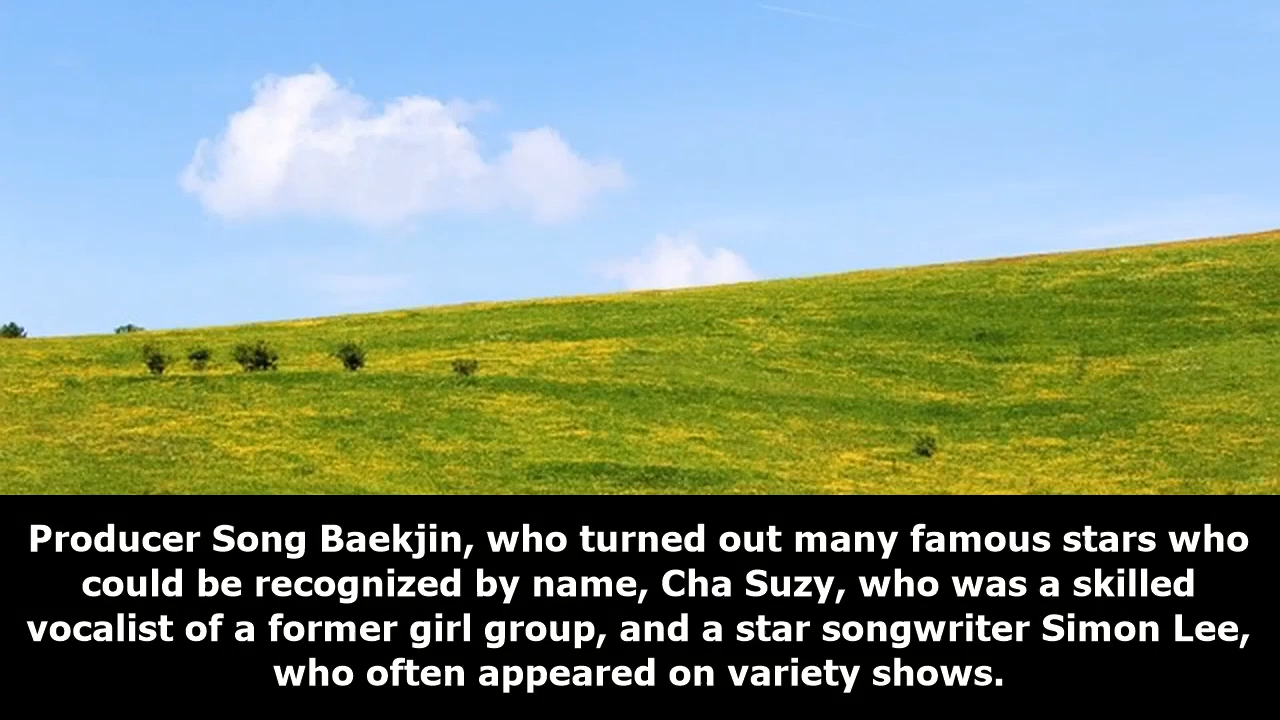 Producer Song Baekjin, who turned out many famous stars who
could be recognized by name, Cha Suzy, who was a skilled
vocalist of a former girl group, and a star songwriter Simon Lee,
who often appeared on variety shows.